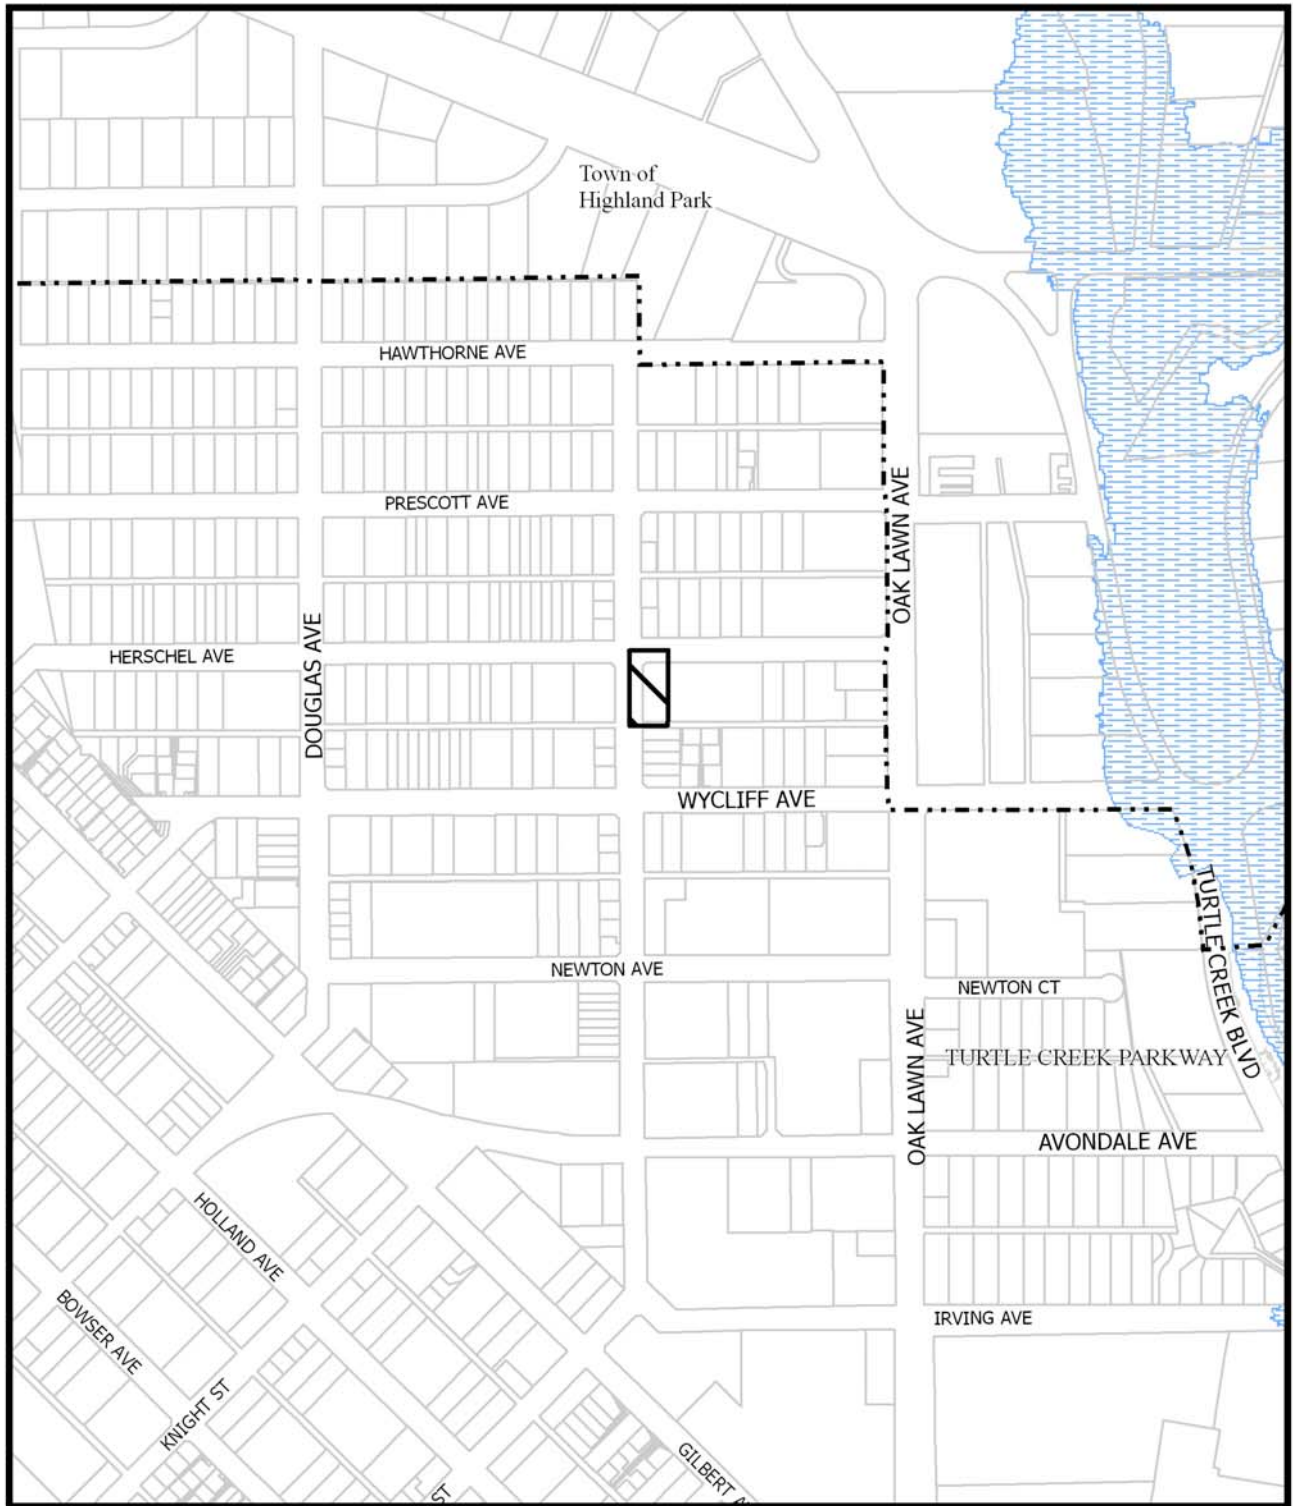 Town of
Highland Park
HAWTHORNE AVE
PRESCOTT AVE
OAK LAWN AVE
HERSCHEL AVE
DOUGLAS AVE
WYCLIFF AVE
TURTLE CREEK BLVD
NEWTON AVE
NEWTON CT
OAK LAWN AVE
TURTLE CREEK PARKWAY
AVONDALE AVE
HOLLAND AVE
BOWSER AVE
IRVING AVE
KNIGHT ST
GILBERT A
ST